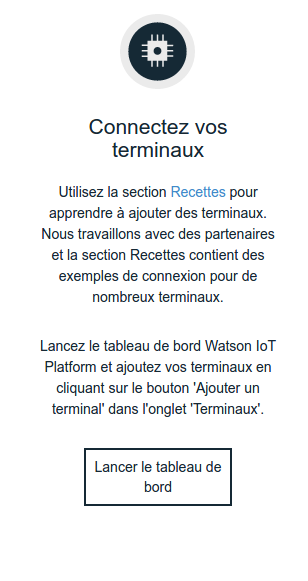 Connectez vos
terminaux
Utilisez la section Recettes pour
apprendre à ajouter des terminaux.
Nous travaillons avec des partenaires
et la section Recettes contient des
exemples de connexion pour de
nombreux terminaux.
Lancez le tableau de bord Watson IoT
Platform et ajoutez vos terminaux en
cliquant sur le bouton 'Ajouter un
terminal' dans l'onglet 'Terminaux'.
Lancer le tableau de
bord